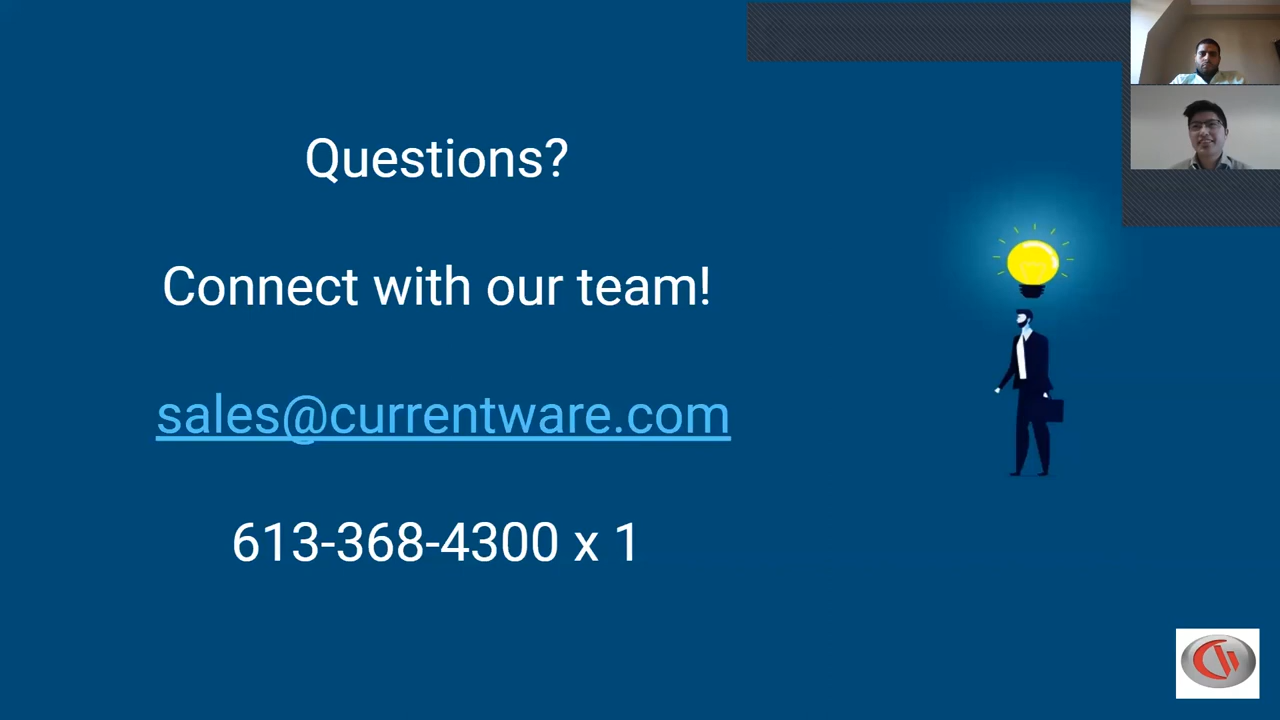 Questions?
Connect with our team!
sales@currentware.com
613-368-4300 x 1